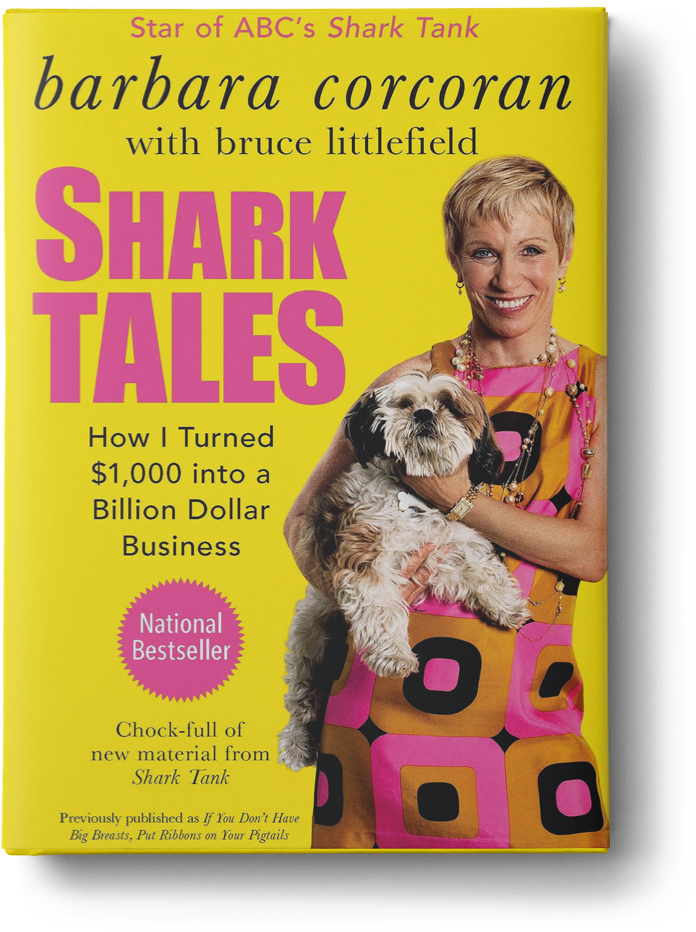 Star of ABC's Shark Tank
barbara corcoran
with bruce littlefield
SHARK
TALES
How I Turned
$1,000 into a
Billion Dollar
Business
National
Bestseller
Chock-full of
new material from
Shark Tank
Previously published as If You Don't Have
Big Breasts, Put Ribbons on Your Pigtails